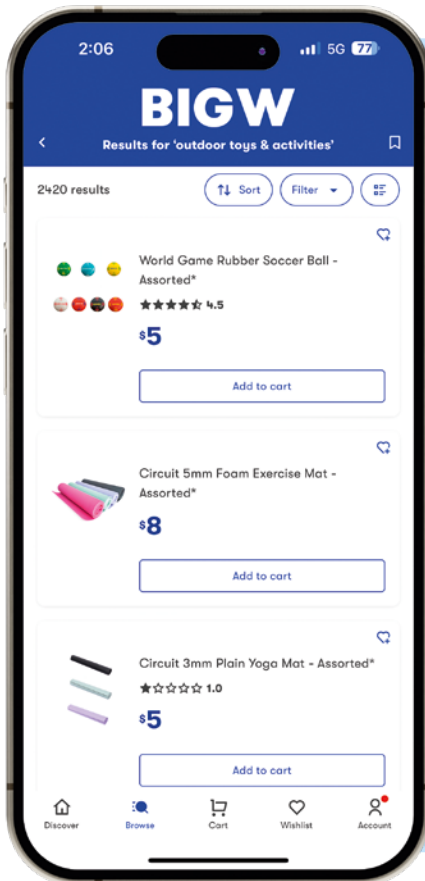 2:06
5G 77
BIGW
Results for ‘outdoor toys & activities’
2420 results
Sort
Filter
World Game Rubber Soccer Ball -
Assorted*
4.5
$5
Add to cart
Circuit 5mm Foam Exercise Mat -
Assorted*
$8
Add to cart
Circuit 3mm Plain Yoga Mat - Assorted*
1.0
$5
Add to cart
Discover
Browse
Cart
Wishlist
Account